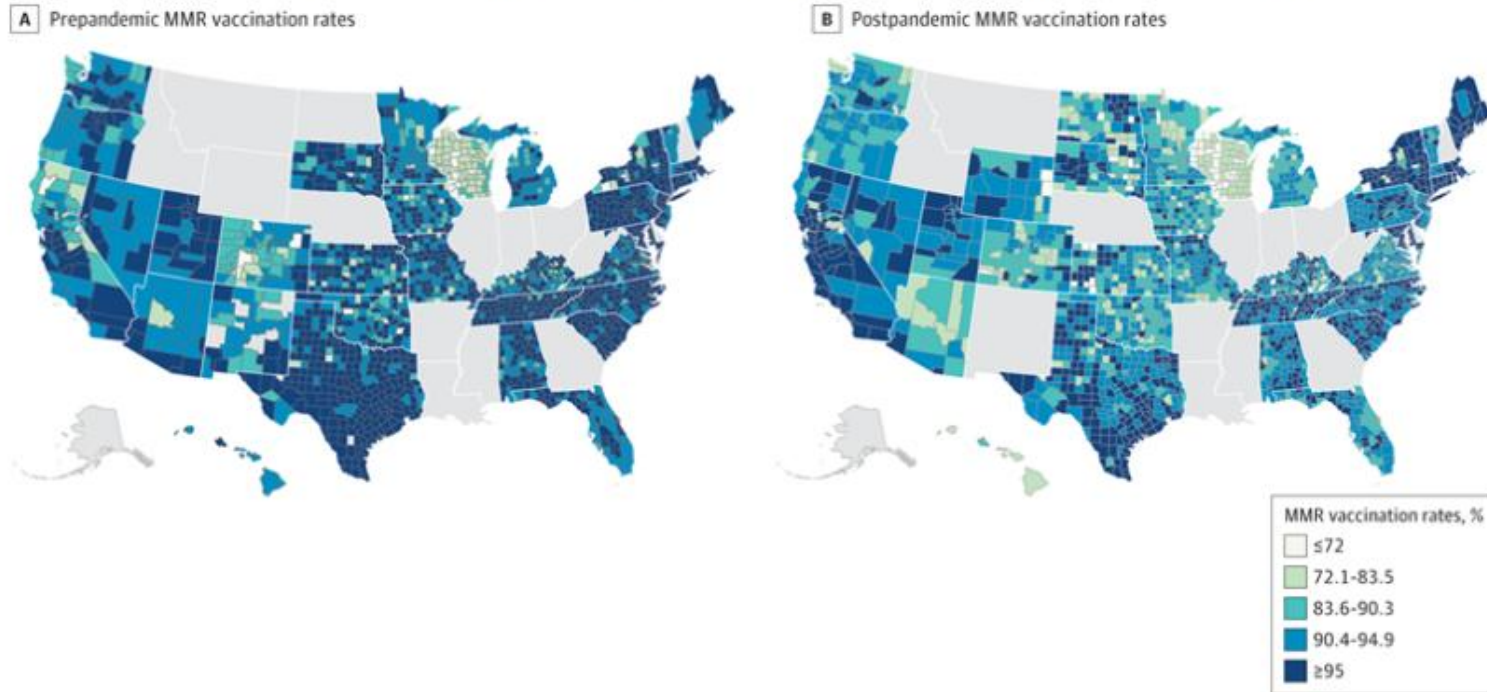 A Prepandemic MMR vaccination rates
B Postpandemic MMR vaccination rates
MMR vaccination rates, %
≤72
72.1-83.5
83.6-90.3
90.4-94.9
≥95